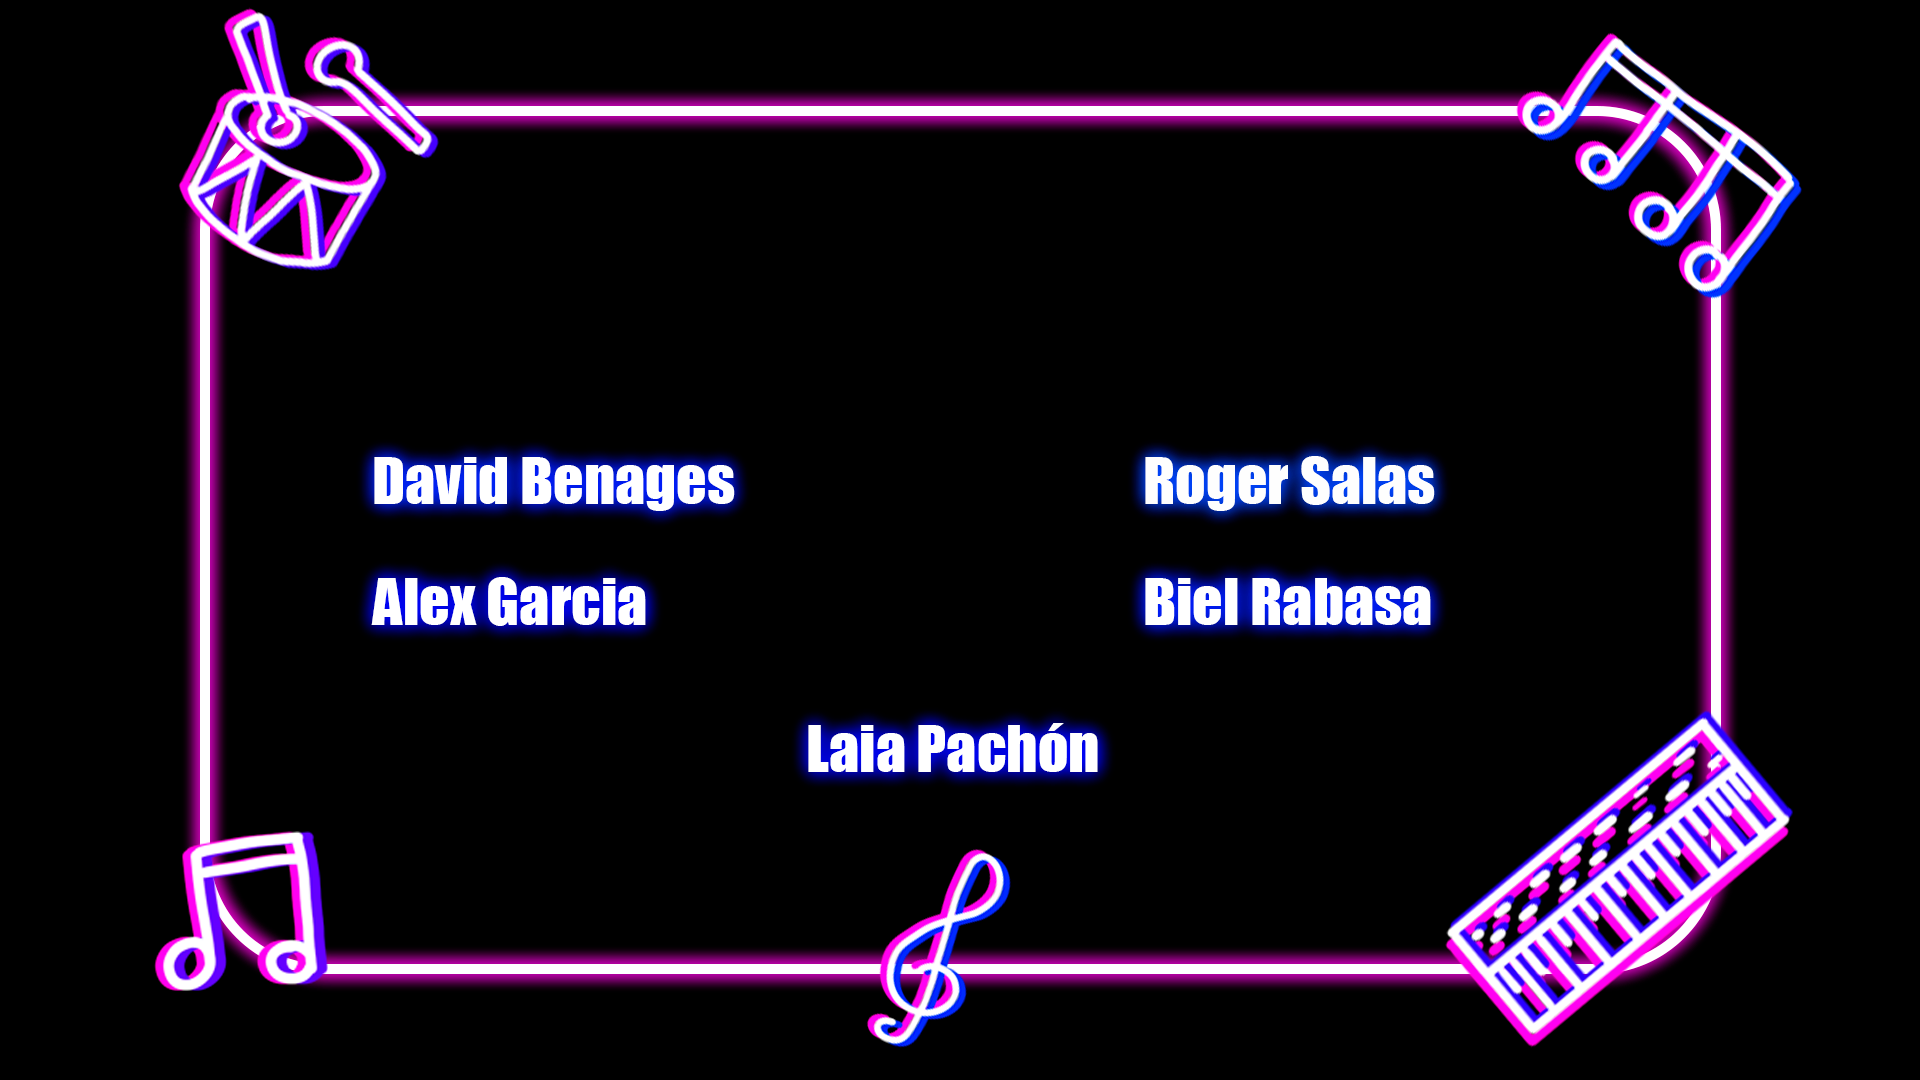 David Benages
Roger Salas
Alex Garcia
Biel Rabasa
Laia Pachón